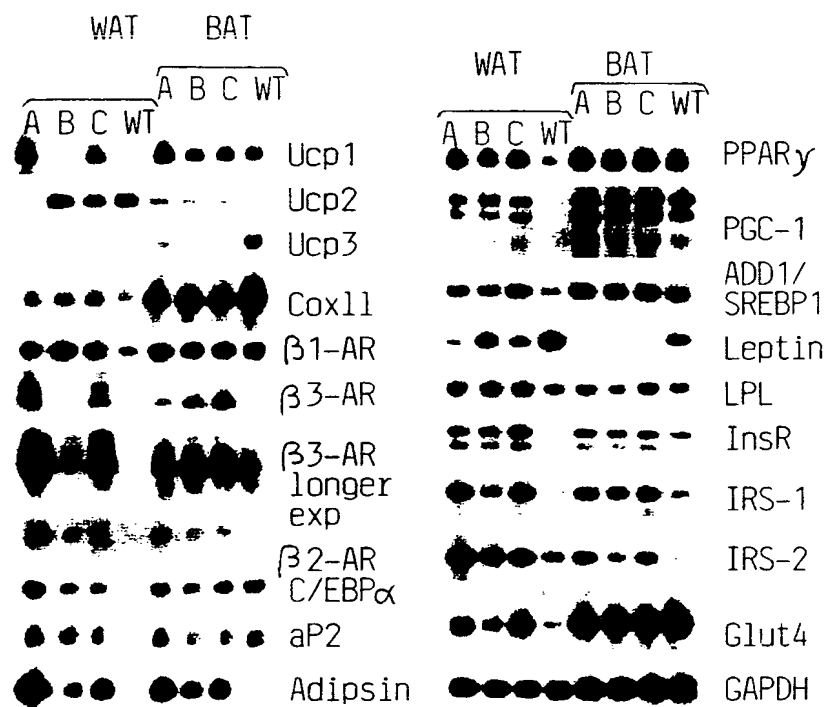 WAT BAT
A B C WT
A B C WT
Ucp1
Ucp2
Ucp3
CoxII
β1-AR
β3-AR
β3-AR
longer
exp
β2-AR
C/EBPα
aP2
Adipsin
WAT BAT
A B C WT
A B C WT
PPARγ
PGC-1
ADD1/
SREBP1
Leptin
LPL
InsR
IRS-1
IRS-2
Glut4
GAPDH